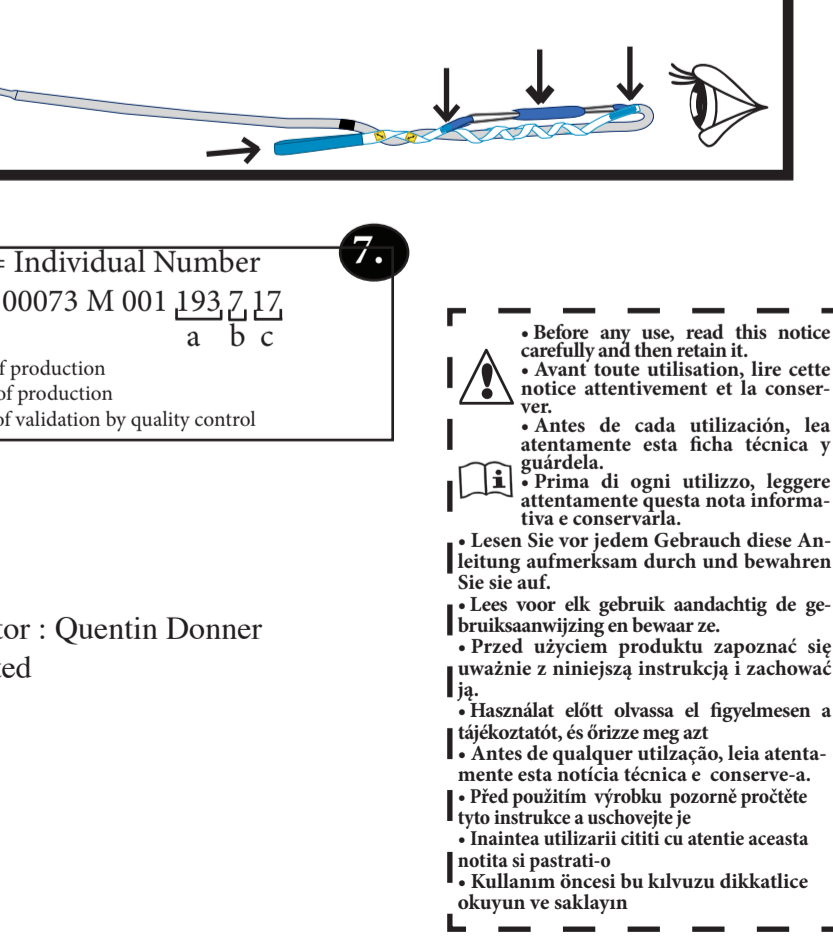 7.
= Individual Number
00073 M 001 193 7 17
a b c
of production
of production
of validation by quality control
• Before any use, read this notice
carefully and then retain it.
• Avant toute utilisation, lire cette
notice attentivement et la conser-
ver.
• Antes de cada utilización, lea
atentamente esta ficha técnica y
guárdela.
• Prima di ogni utilizzo, leggere
attentamente questa nota informa-
tiva e conservarla.
• Lesen Sie vor jedem Gebrauch diese An-
leitung aufmerksam durch und bewahren
Sie sie auf.
• Lees voor elk gebruik aandachtig de ge-
bruiksaanwijzing en bewaar ze.
• Przed użyciem produktu zapoznać się
uważnie z niniejszą instrukcją i zachować
ją.
• Használat előtt olvassa el figyelmesen a
tájékoztatót, és őrizze meg azt
• Antes de qualquer utilzação, leia atenta-
mente esta notícia técnica e conserve-a.
• Před použitím výrobku pozorně pročtěte
tyto instrukce a uschovejte je
• Inaintea utilizarii cititi cu atentie aceasta
notita si pastrati-o
• Kullanım öncesi bu kılvuzu dikkatlice
okuyun ve saklayın
tor : Quentin Donner
ted